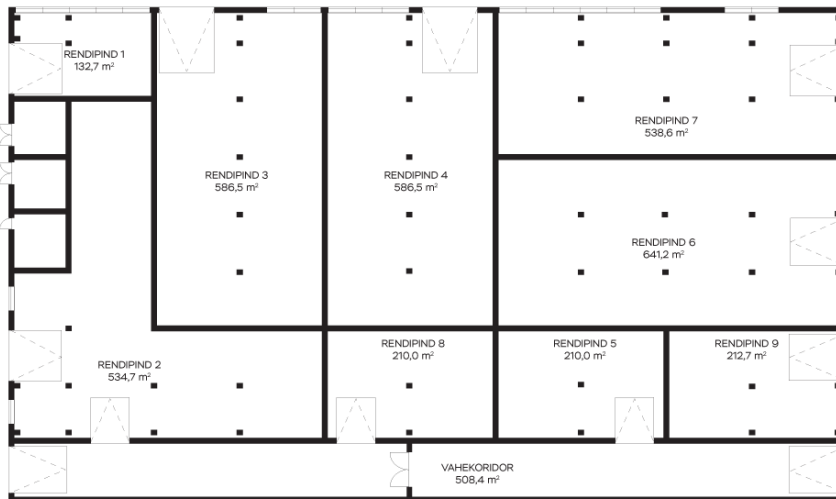 RENDIPIND 1
132,7 m²
RENDIPIND 3
586,5 m²
RENDIPIND 4
586,5 m²
RENDIPIND 7
538,6 m²
RENDIPIND 6
641,2 m²
RENDIPIND 2
534,7 m²
RENDIPIND 8
210,0 m²
RENDIPIND 5
210,0 m²
RENDIPIND 9
212,7 m²
VAHEKORIDOR
508,4 m²